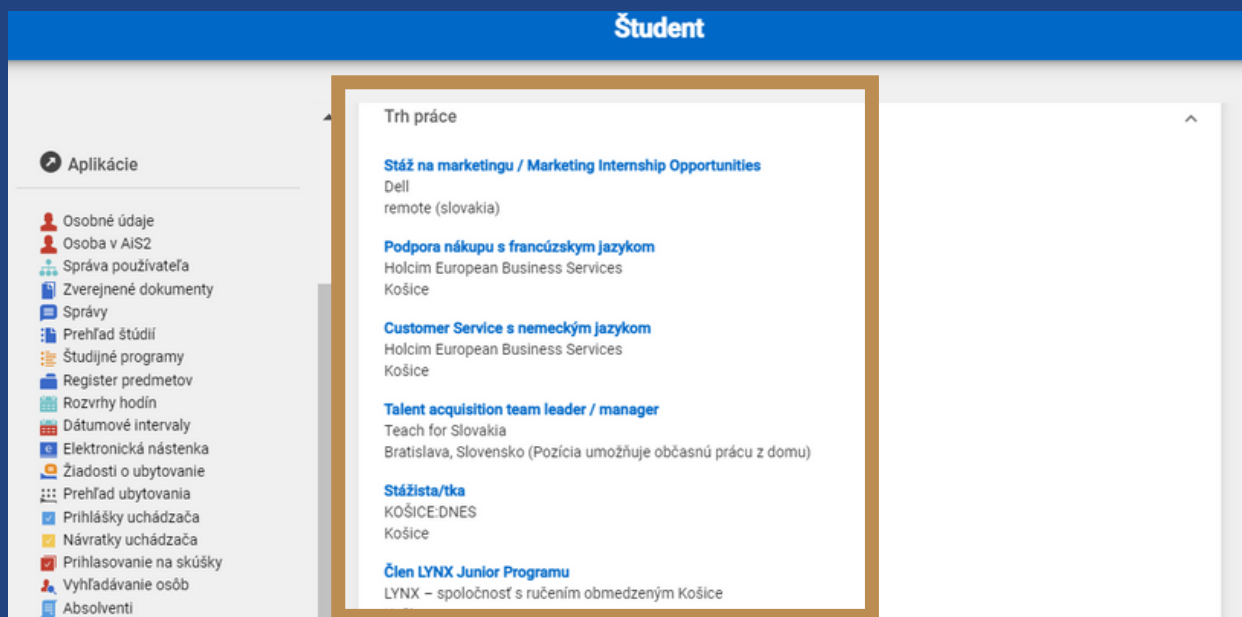 Študent
Aplikácie
Osobné údaje
Osoba v AiS2
Správa používateľa
Zverejnené dokumenty
Správy
Prehľad štúdií
Študijné programy
Register predmetov
Rozvrhy hodín
Dátumové intervaly
Elektronická nástenka
Žiadosti o ubytovanie
Prehľad ubytovania
Prihlášky uchádzača
Návratky uchádzača
Prihlasovanie na skúšky
Vyhľadávanie osôb
Absolventi
Trh práce
Stáž na marketingu / Marketing Internship Opportunities
Dell
remote (slovakia)
Podpora nákupu s francúzskym jazykom
Holcim European Business Services
Košice
Customer Service s nemeckým jazykom
Holcim European Business Services
Košice
Talent acquisition team leader / manager
Teach for Slovakia
Bratislava, Slovensko (Pozícia umožňuje občasnú prácu z domu)
Stážista/tka
KOŠICE:DNES
Košice
Člen LYNX Junior Programu
LYNX – spoločnosť s ručením obmedzeným Košice